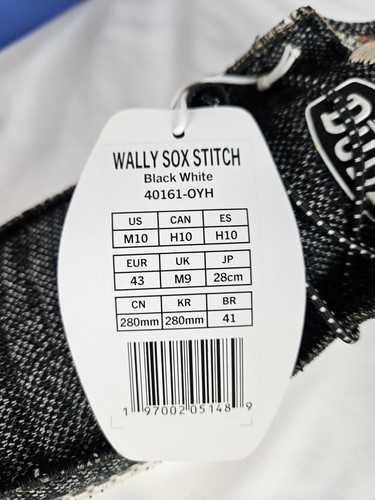 WALLY SOX STITCH
Black White
40161-OYH
US CAN ES
M10 H10 H10
EUR UK JP
43 M9 28cm
CN KR BR
280mm 280mm 41
1 97002 05148 9